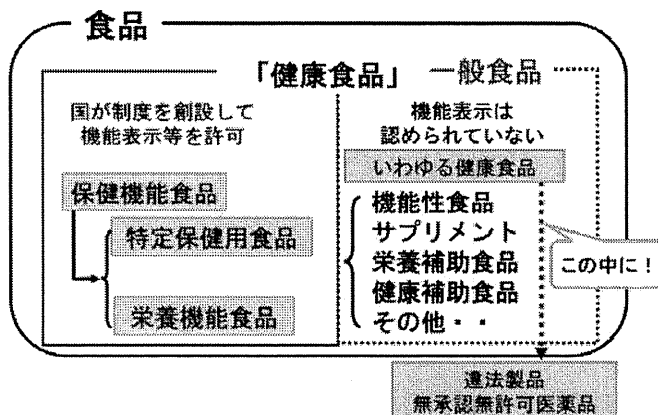 食品
「健康食品」 一般食品
国が制度を創設して
機能表示等を許可
機能表示は
認められていない
いわゆる健康食品
保健機能食品
特定保健用食品
栄養機能食品
機能性食品
サプリメント
栄養補助食品
健康補助食品
その他・・
この中に!
違法製品
無承認無許可医薬品